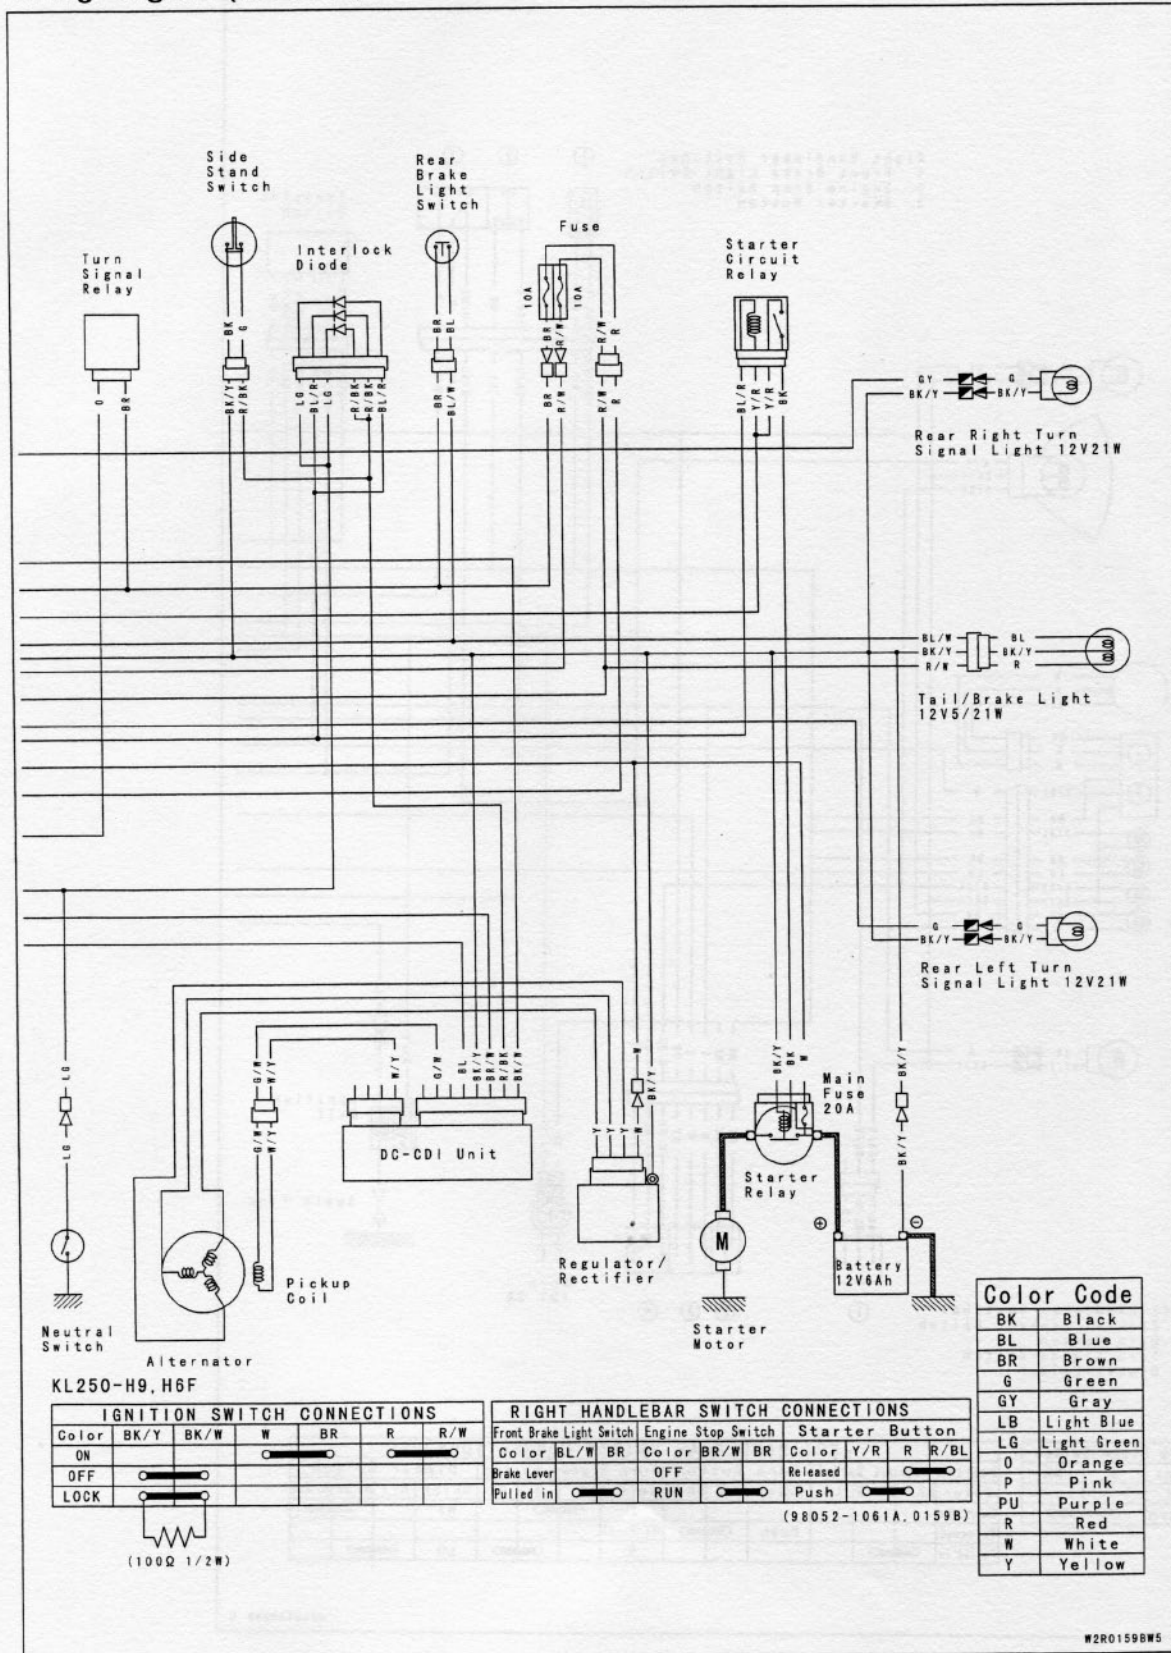 Side
Stand
Switch
Rear
Brake
Light
Switch
Fuse
Turn
Signal
Relay
Interlock
Diode
Starter
Circuit
Relay
10A
10A
BK
G
BR
BL
BR
R/W
R/W
R
O
BR
BK/Y
R/BK
LG
BL/R
LG
R/BK
R/BK
BL/R
BR
BL/W
BR
R/W
R/W
R
BL/R
Y/R
Y/R
BK
GY
G
BK/Y
BK/Y
Rear Right Turn
Signal Light 12V21W
BL/W
BL
BK/Y
BK/Y
R/W
R
Tail/Brake Light
12V5/21W
G
G
BK/Y
BK/Y
Rear Left Turn
Signal Light 12V21W
LG
LG
G/W
W/Y
G/W
W/Y
W/Y
G/W
BL
BK/Y
BR/W
R/BK
BK/W
DC-CDI Unit
Y
Y
Y
W
W
BK/Y
BK/Y
BK
W
Main
Fuse
20A
BK/Y
BK/Y
Starter
Relay
⊕
⊖
M
Battery
12V6Ah
Regulator/
Rectifier
Pickup
Coil
Starter
Motor
Neutral
Switch
Alternator
KL250-H9, H6F
IGNITION SWITCH CONNECTIONS
Color BK/Y BK/W W BR R R/W
ON
OFF
LOCK
(100Ω 1/2W)
RIGHT HANDLEBAR SWITCH CONNECTIONS
Front Brake Light Switch Engine Stop Switch Starter Button
Color BL/W BR Color BR/W BR Color Y/R R R/BL
Brake Lever OFF Released
Pulled in RUN Push
(98052-1061A, 0159B)
Color Code
BK Black
BL Blue
BR Brown
G Green
GY Gray
LB Light Blue
LG Light Green
O Orange
P Pink
PU Purple
R Red
W White
Y Yellow
W2R0159BW5